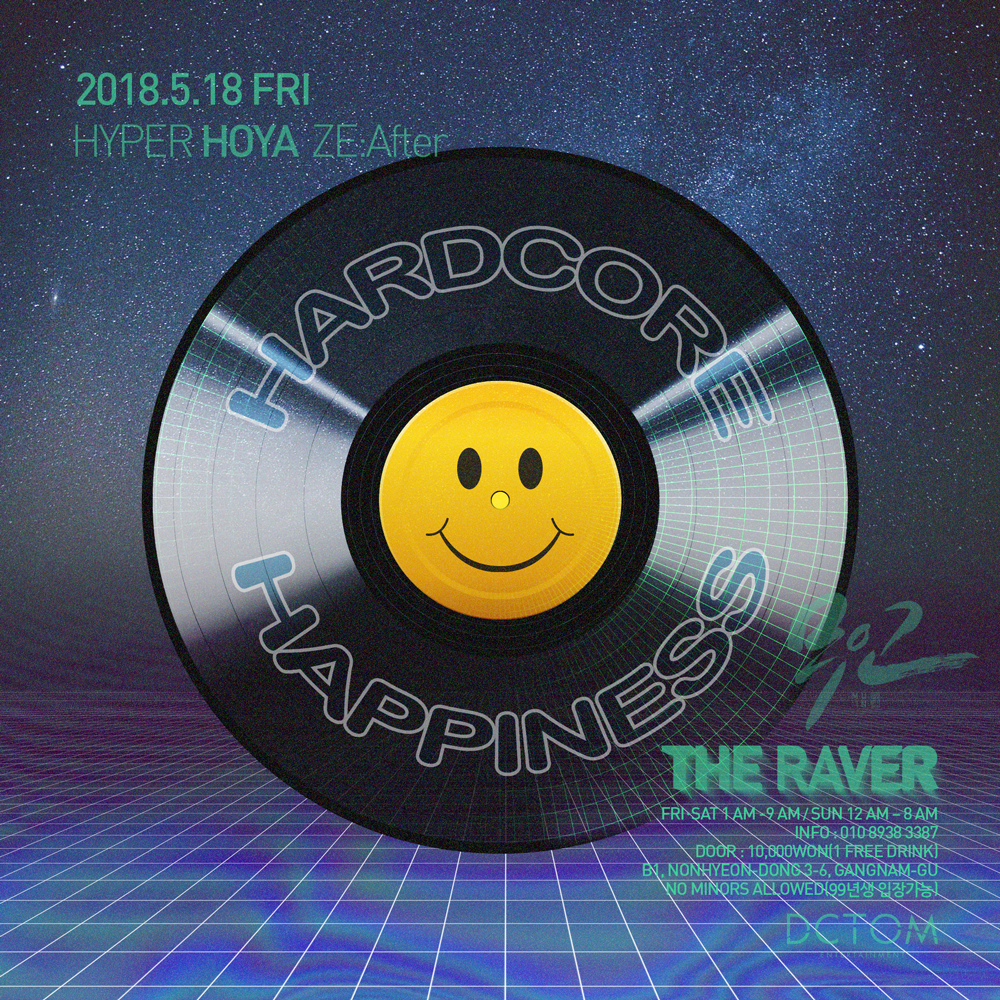 2018.5.18 FRI
HYPER HOYA ZE:After
HARDCORE
HAPPINESS
THE RAVER
FRI-SAT 1 AM -9 AM / SUN 12 AM - 8 AM
INFO : 010 8938 3387
DOOR : 10,000WON(1 FREE DRINK)
B1, NONHYEON-DONG 3-6, GANGNAM-GU
NO MINORS ALLOWED(99년생 입장가능)
DCTOM
ENTERTAINMENT